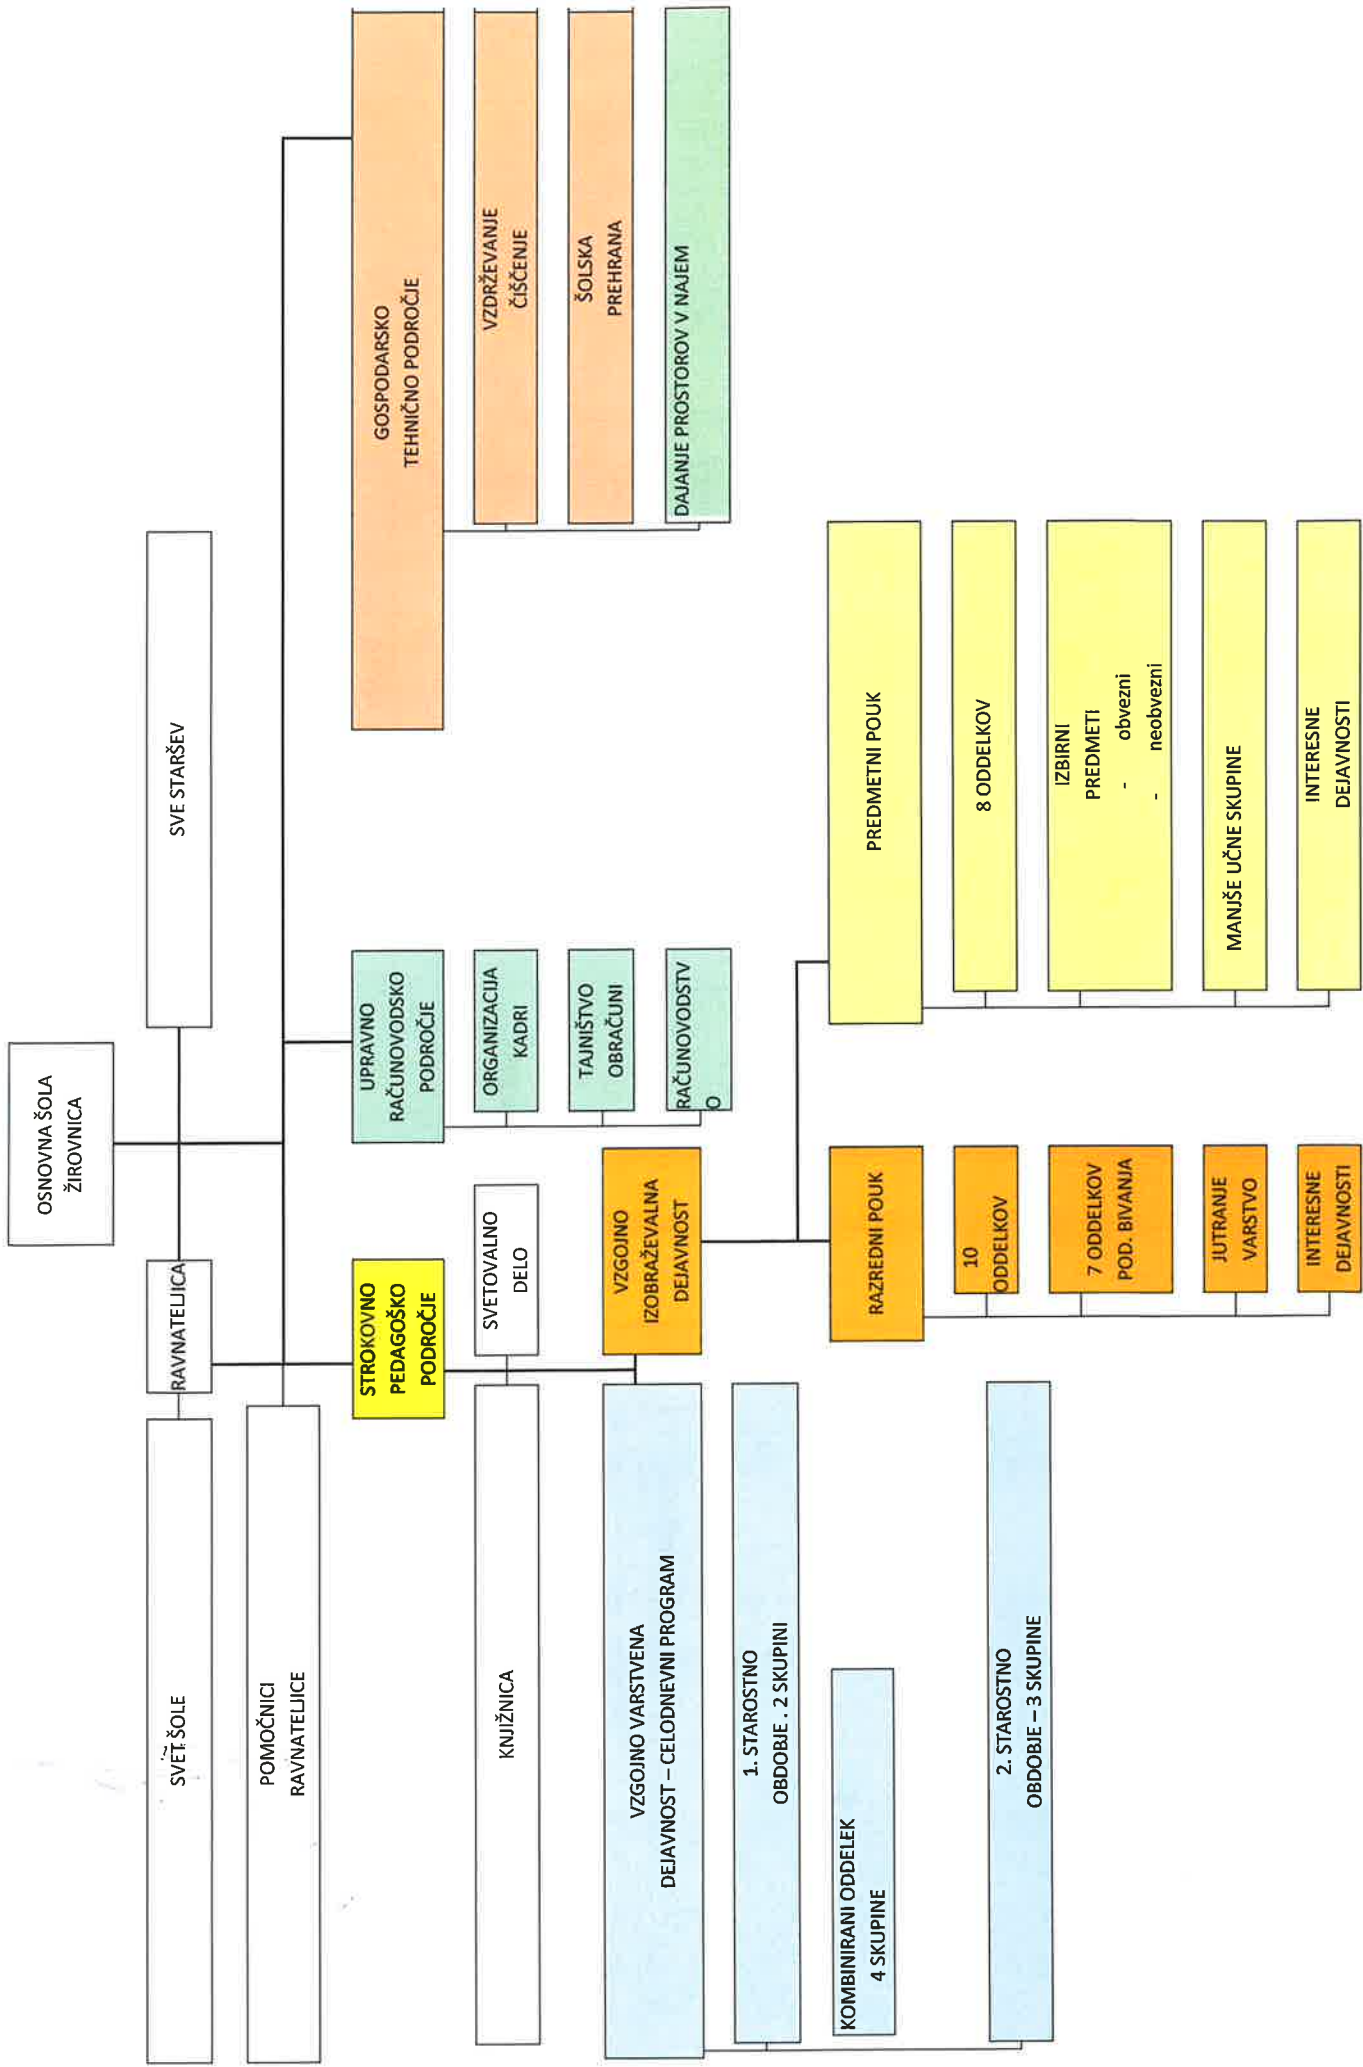 OSNOVNA ŠOLA
ŽIROVNICA
SVET ŠOLE
RAVNATELJICA
SVE STARŠEV
POMOČNICI
RAVNATELJICE
STROKOVNO
PEDAGOŠKO
PODROČJE
UPRAVNO
RAČUNOVODSKO
PODROČJE
GOSPODARSKO
TEHNIČNO PODROČJE
KNJIŽNICA
SVETOVALNO
DELO
ORGANIZACIJA
KADRI
VZDRŽEVANJE
ČIŠČENJE
TAJNIŠTVO
OBRAČUNI
ŠOLSKA
PREHRANA
VZGOJNO VARSTVENA
DEJAVNOST – CELODNEVNI PROGRAM
VZGOJNO
IZOBRAŽEVALNA
DEJAVNOST
RAČUNOVODSTV
O
DAJANJE PROSTOROV V NAJEM
1. STAROSTNO
OBDOBJE . 2 SKUPINI
KOMBINIRANI ODDELEK
4 SKUPINE
RAZREDNI POUK
PREDMETNI POUK
10
ODDELKOV
8 ODDELKOV
2. STAROSTNO
OBDOBJE – 3 SKUPINE
7 ODDELKOV
POD. BIVANJA
IZBIRNI
PREDMETI
- obvezni
- neobvezni
JUTRANJE
VARSTVO
MANJŠE UČNE SKUPINE
INTERESNE
DEJAVNOSTI
INTERESNE
DEJAVNOSTI